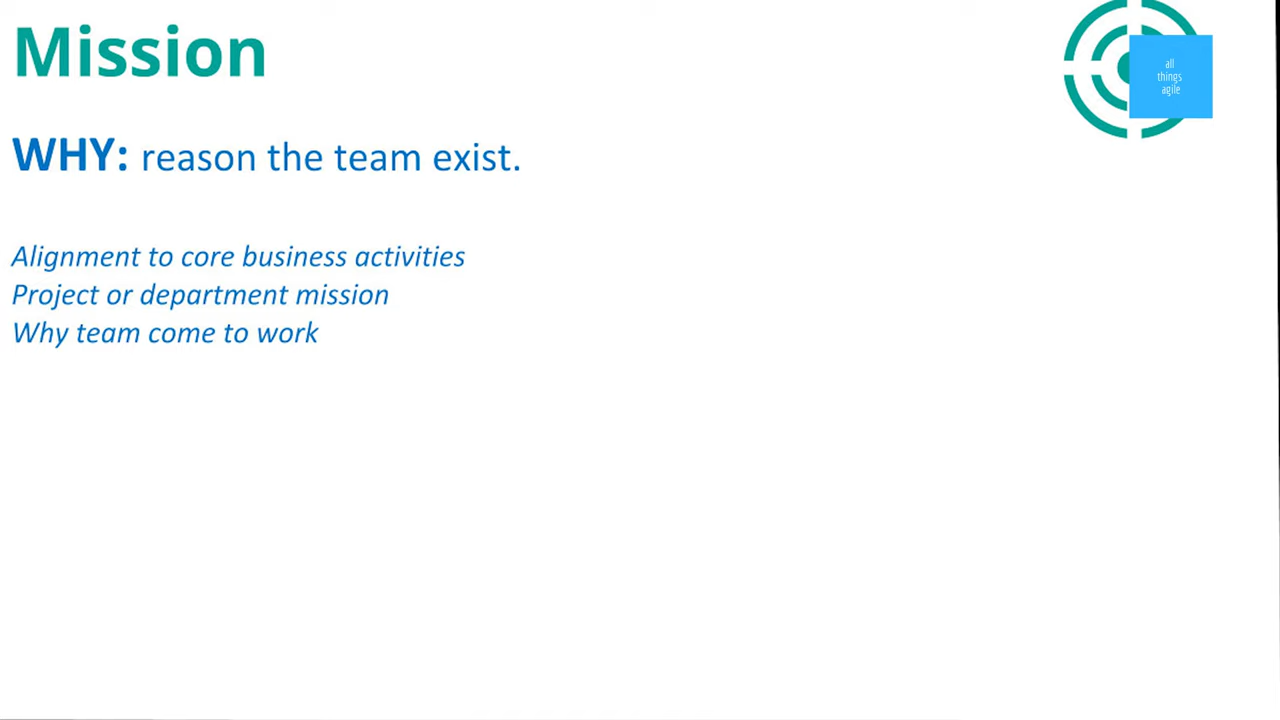 Mission
all
things
agile
WHY: reason the team exist.
Alignment to core business activities
Project or department mission
Why team come to work